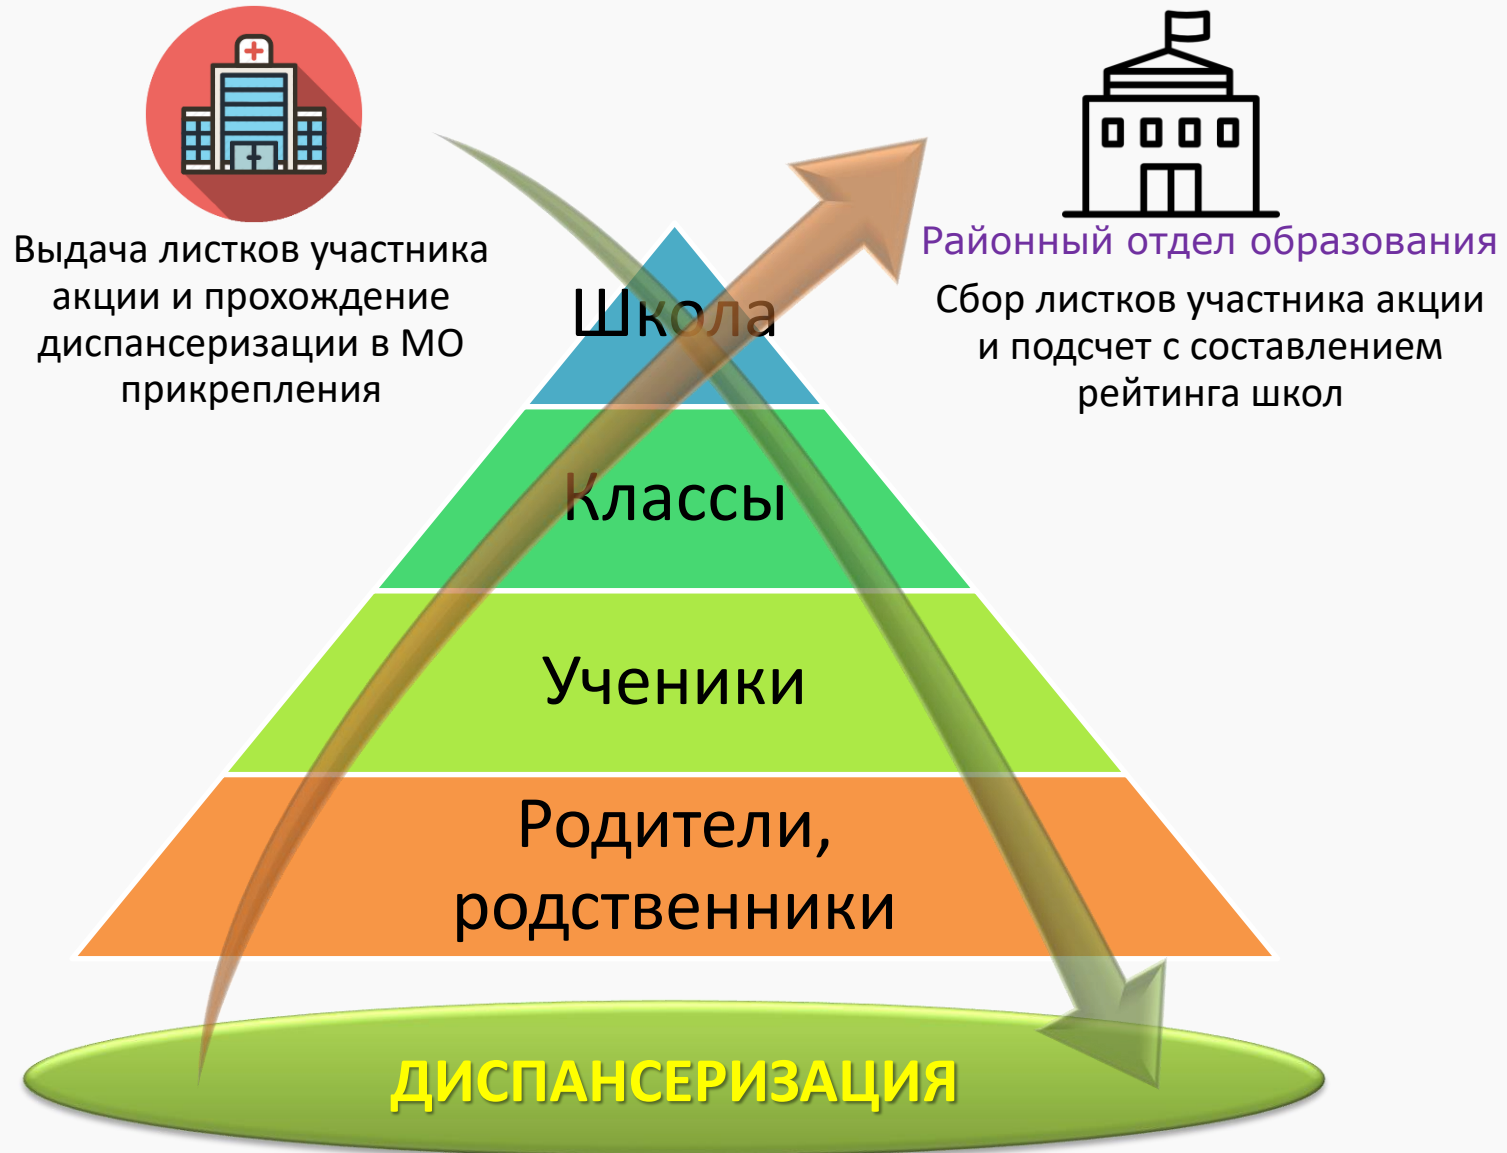 Выдача листков участника
акции и прохождение
диспансеризации в МО
прикрепления
Районный отдел образования
Сбор листков участника акции
и подсчет с составлением
рейтинга школ
Школа
Классы
Ученики
Родители,
родственники
ДИСПАНСЕРИЗАЦИЯ